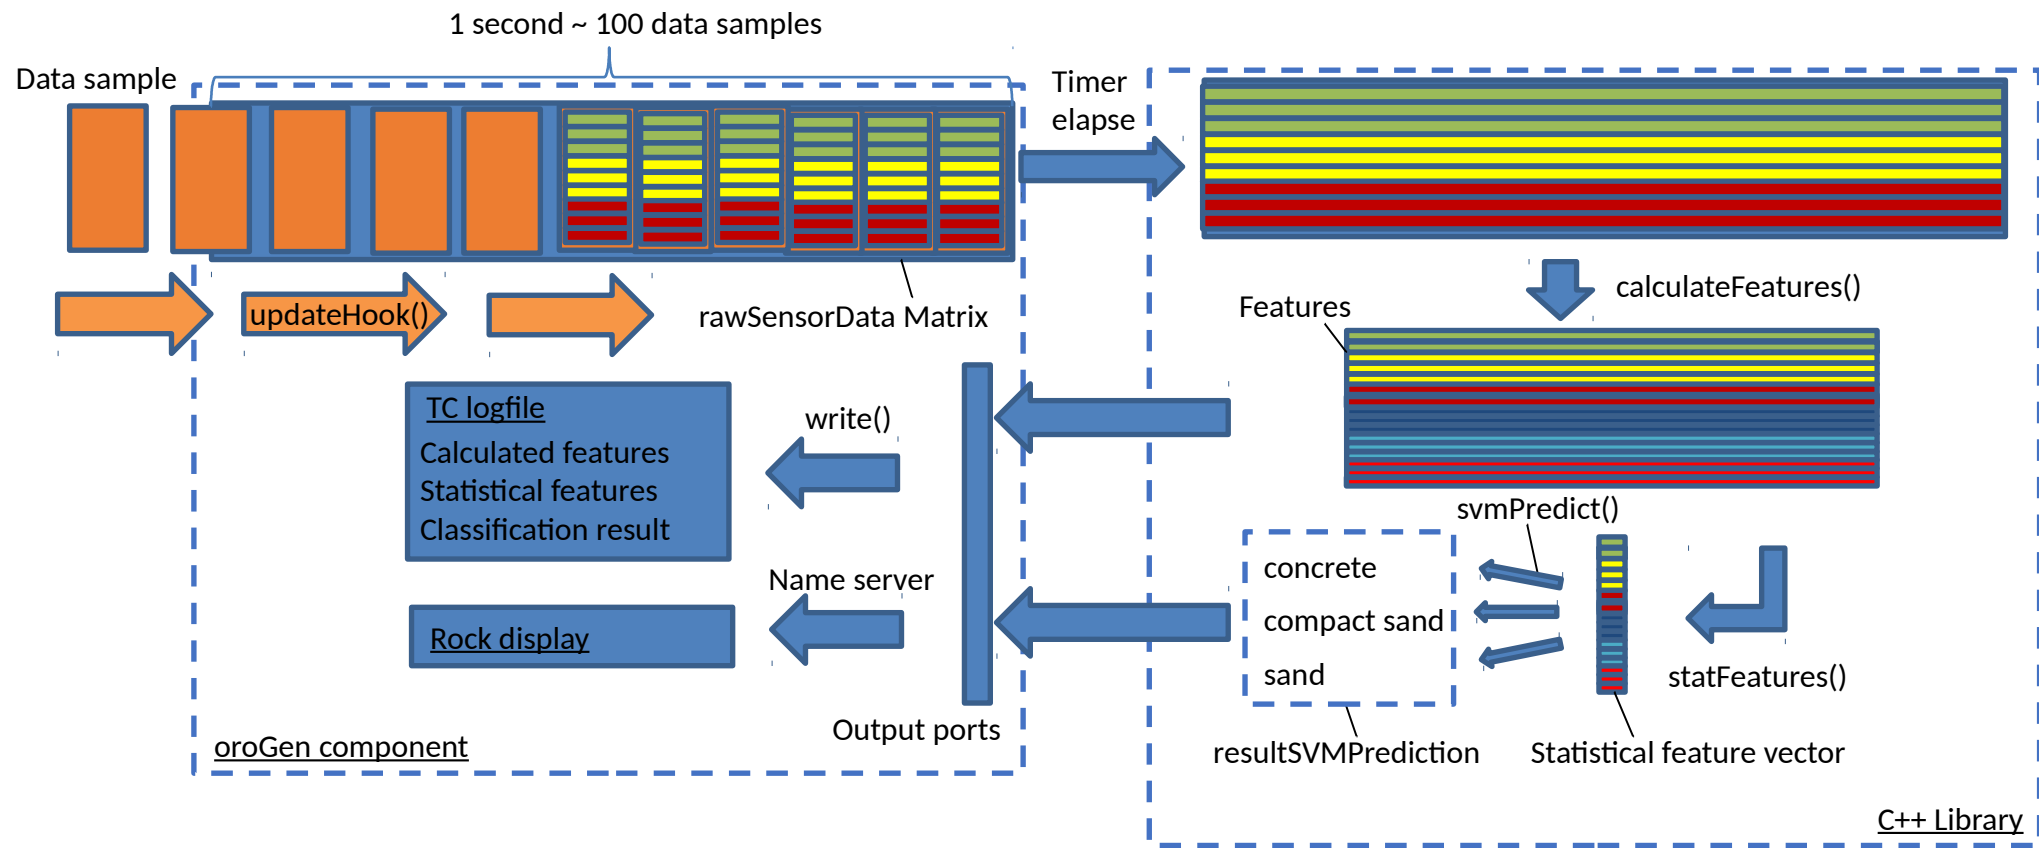 1 second ~ 100 data samples
Data sample
Timer
elapse
updateHook()
rawSensorData Matrix
calculateFeatures()
Features
TC logfile
Calculated features
Statistical features
Classification result
write()
Name server
Rock display
Output ports
oroGen component
svmPredict()
concrete
compact sand
sand
statFeatures()
resultSVMPrediction
Statistical feature vector
C++ Library